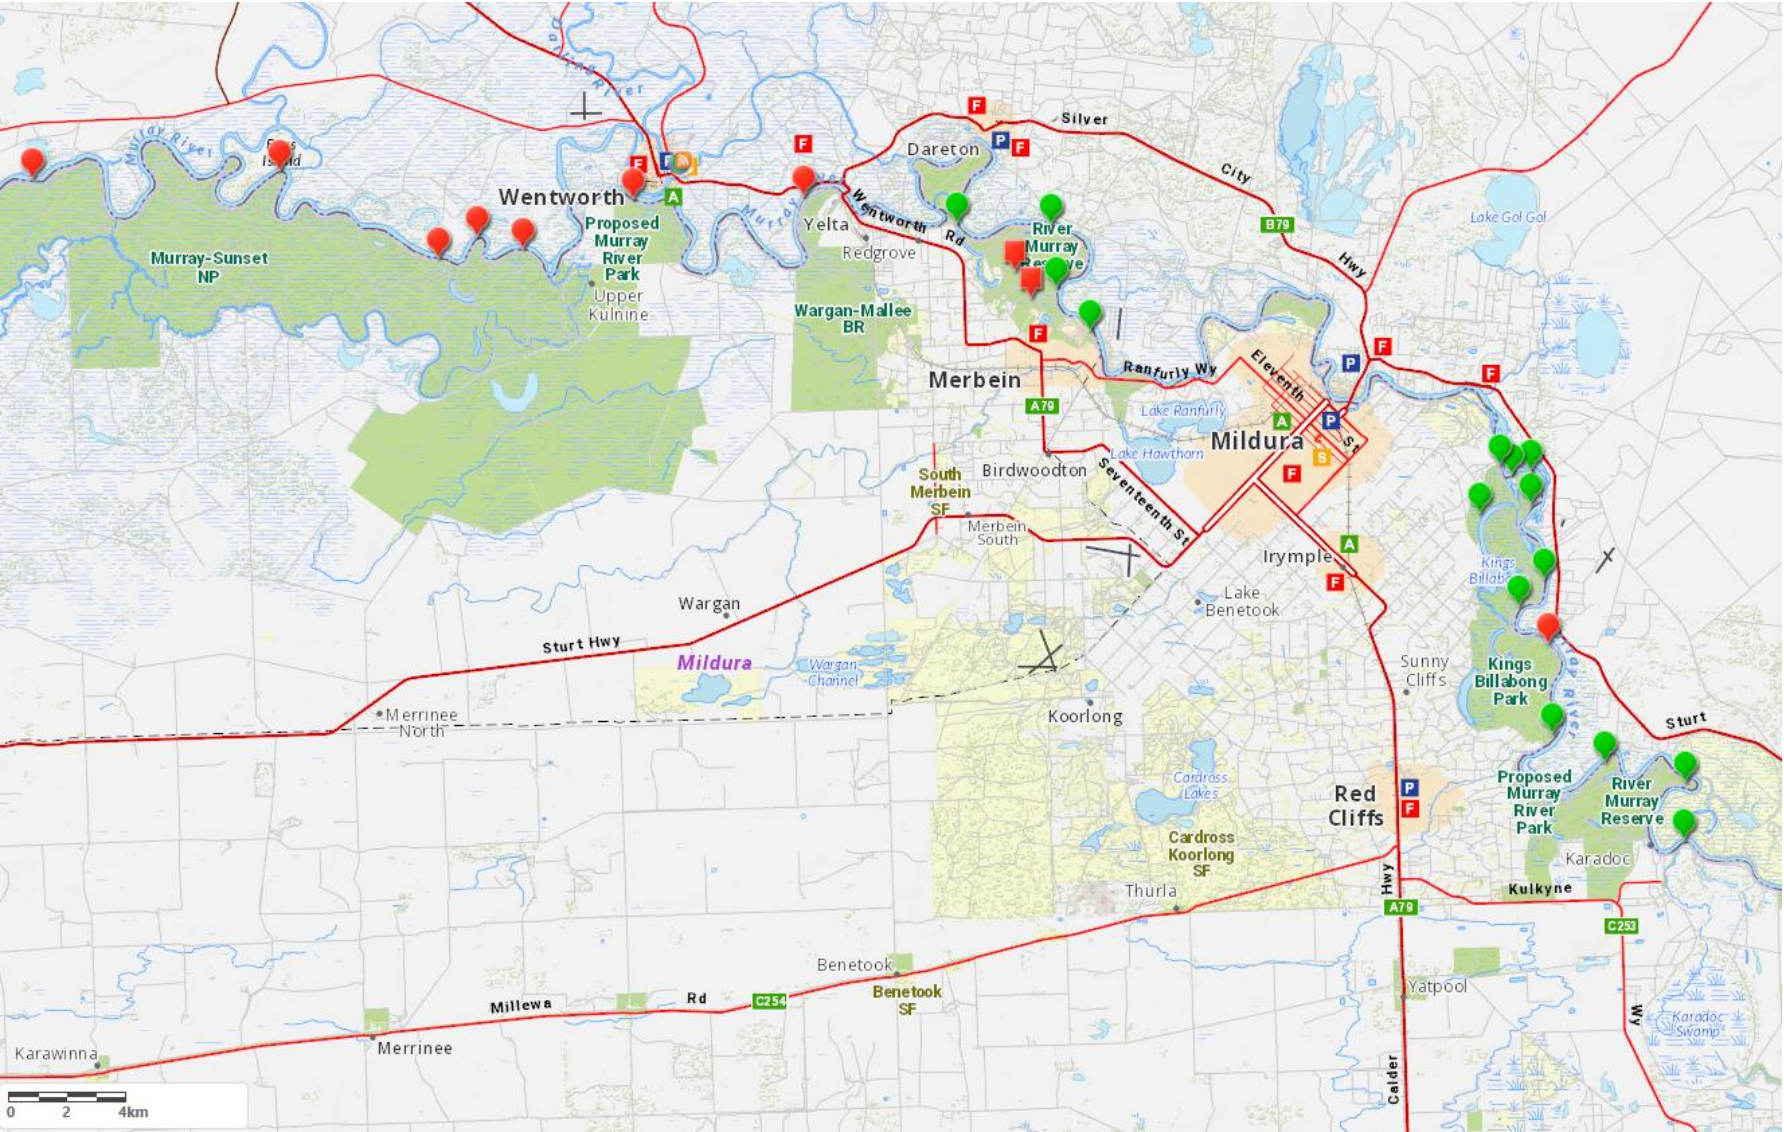 Darling River
Silver
Murray River
F
F
P
F
Dareton
City
Island
F
P
A
Wentworth
Yelta
Wentworth
Rd
Redgrove
Murray
B79
Lake Gol Gol
Hwy
Murray-Sunset
NP
Proposed
Murray
River
Park
Upper
Kulnine
River
Murray
Reserve
Wargan-Mallee
BR
F
Merbein
Ranfurly Wy
Eleventh
St
P
F
F
A79
Lake Ranfurly
A
P
Mildura
Lake Hawthorn
S
F
Birdwoodton
Seventeenth St
South
Merbein
SF
Merbein
South
Irymple
A
F
Kings
Lake
Benetook
Wargan
Sturt Hwy
Mildura
Wargan
Channel
Sunny
Cliffs
Kings
Billabong
Park
River
Merrinee
North
Koorlong
Sturt
Cardross
Lakes
Red
Cliffs
P
F
Proposed
Murray
River
Park
River
Murray
Reserve
Cardross
Koorlong
SF
Karadoc
Thurla
Hwy
Kulkyne
A79
C253
Benetook
Benetook
SF
Yatpool
Millewa
Rd
C254
Wy
Karadoc
Swamp
Karawinna
Merrinee
Calder
0 2 4km